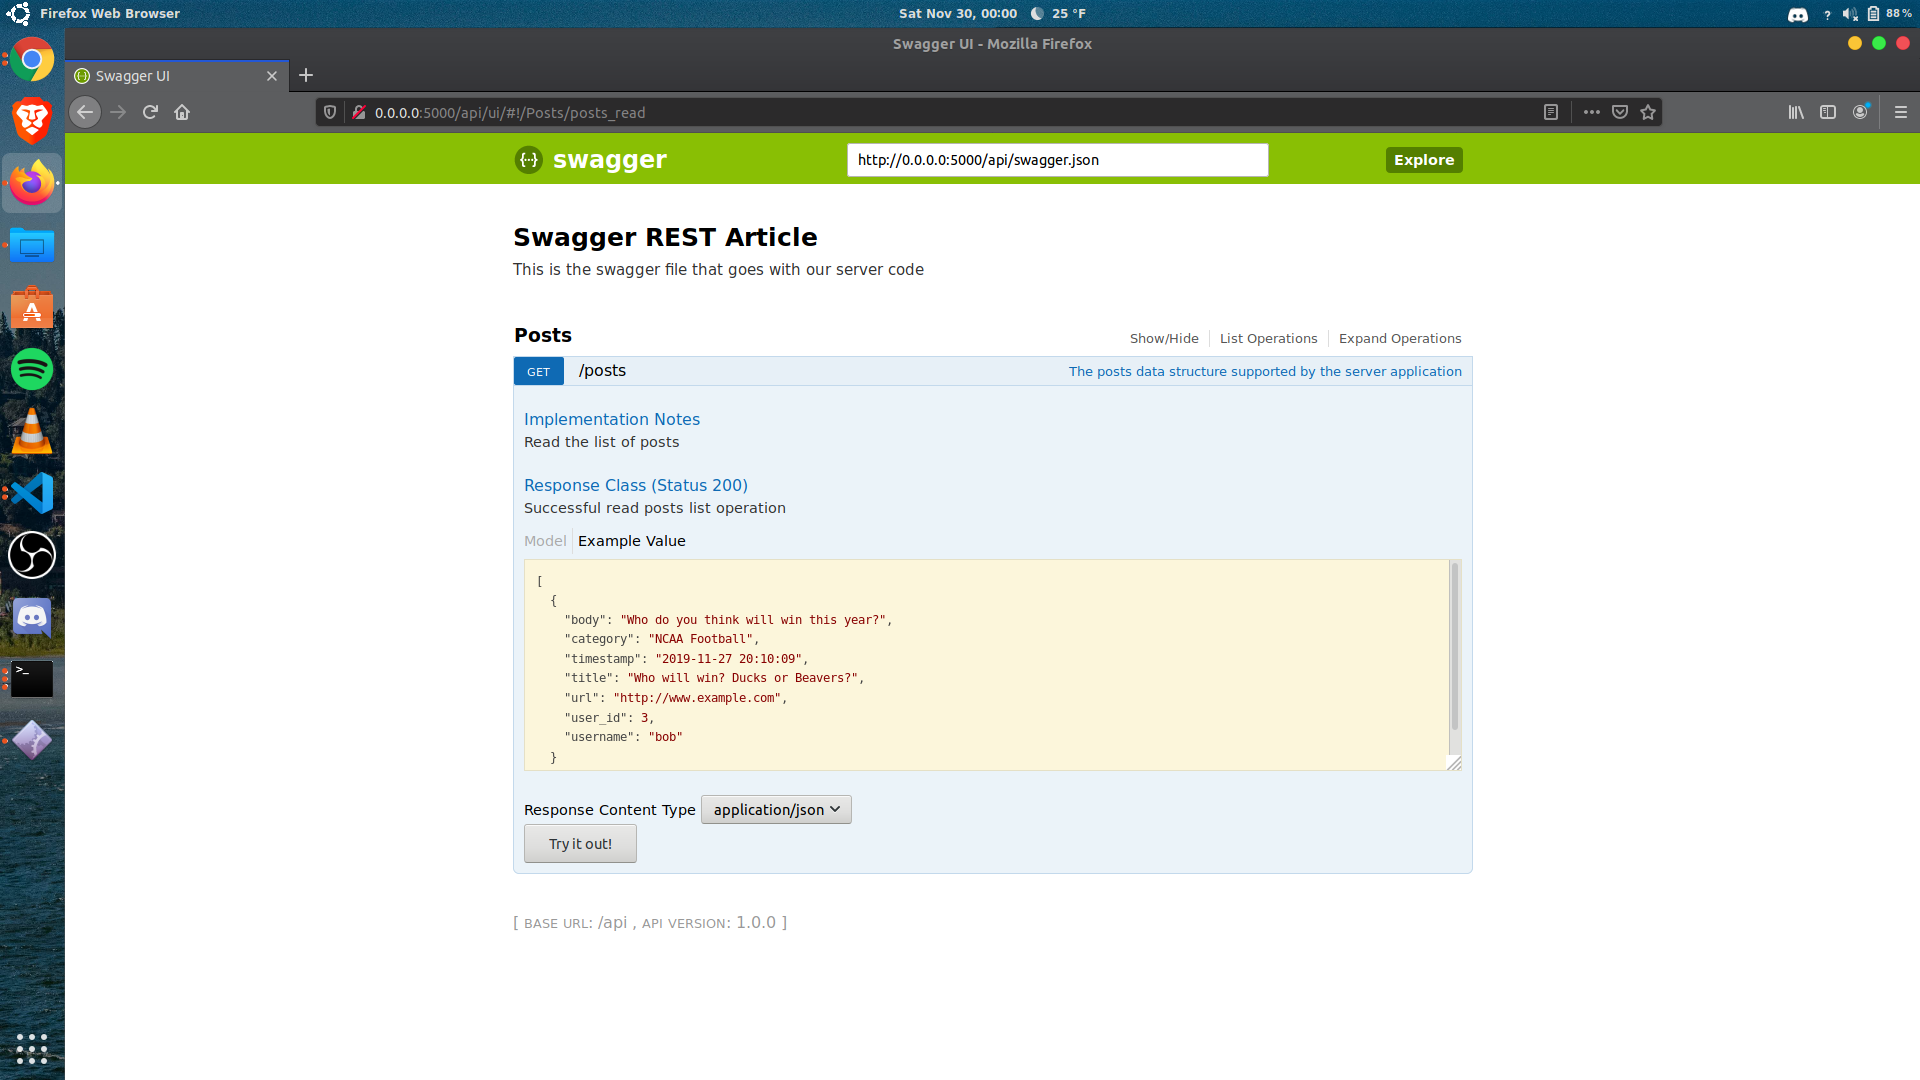 Firefox Web Browser
Sat Nov 30, 00:00 25 °F
? 88 %
Swagger UI - Mozilla Firefox
Swagger UI
0.0.0.0:5000/api/ui/#!/Posts/posts_read
{··} swagger
http://0.0.0.0:5000/api/swagger.json
Explore
Swagger REST Article
This is the swagger file that goes with our server code
Posts
Show/Hide
List Operations
Expand Operations
GET /posts
The posts data structure supported by the server application
Implementation Notes
Read the list of posts
Response Class (Status 200)
Successful read posts list operation
Model Example Value
[
{
"body": "Who do you think will win this year?",
"category": "NCAA Football",
"timestamp": "2019-11-27 20:10:09",
"title": "Who will win? Ducks or Beavers?",
"url": "http://www.example.com",
"user_id": 3,
"username": "bob"
}
Response Content Type application/json
Try it out!
[ BASE URL: /api , API VERSION: 1.0.0 ]
>_